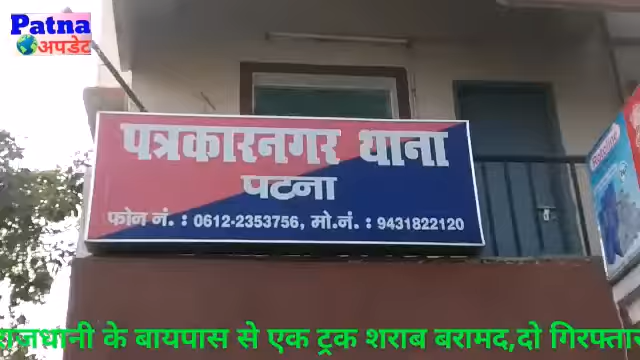 Patna
अपडेट
पत्रकारनगर थाना
पटना
फोन नं. : 0612-2353756, मो.नं. : 9431822120
राजधानी के बायपास से एक ट्रक शराब बरामद,दो गिरफ्तार